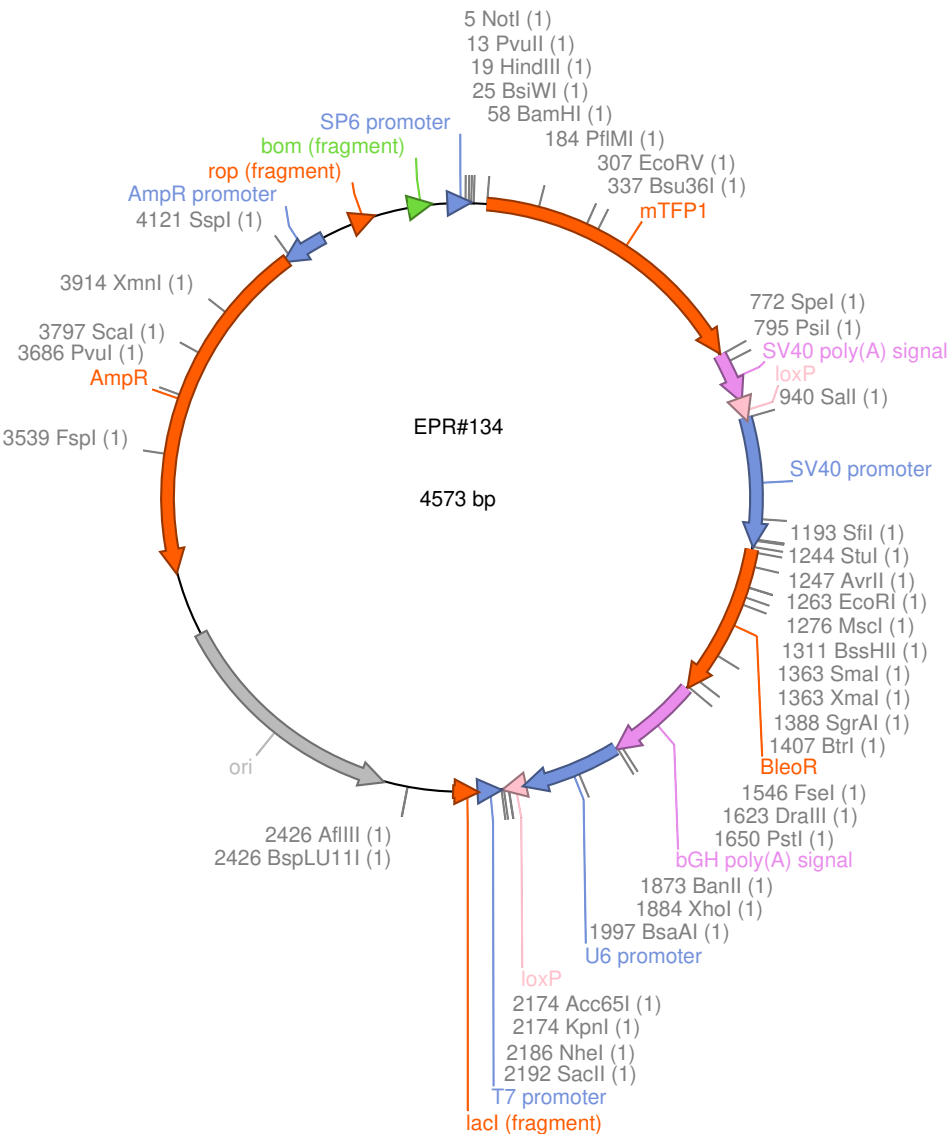 5 NotI (1)
13 PvuII (1)
19 HindIII (1)
25 BsiWI (1)
58 BamHI (1)
184 PflMI (1)
307 EcoRV (1)
337 Bsu36I (1)
mTFP1
SP6 promoter
bom (fragment)
rop (fragment)
AmpR promoter
4121 SspI (1)
3914 XmnI (1)
3797 ScaI (1)
3686 PvuI (1)
AmpR
3539 FspI (1)
772 SpeI (1)
795 PsiI (1)
SV40 poly(A) signal
loxP
940 SalI (1)
EPR#134
4573 bp
SV40 promoter
1193 SfiI (1)
1244 StuI (1)
1247 AvrII (1)
1263 EcoRI (1)
1276 MscI (1)
1311 BssHII (1)
1363 SmaI (1)
1363 XmaI (1)
1388 SgrAI (1)
1407 BtrI (1)
BleoR
1546 FseI (1)
1623 DraIII (1)
1650 PstI (1)
bGH poly(A) signal
1873 BanII (1)
1884 XhoI (1)
1997 BsaAI (1)
U6 promoter
loxP
2174 Acc65I (1)
2174 KpnI (1)
2186 NheI (1)
2192 SacII (1)
T7 promoter
lacI (fragment)
ori
2426 AflIII (1)
2426 BspLU11I (1)